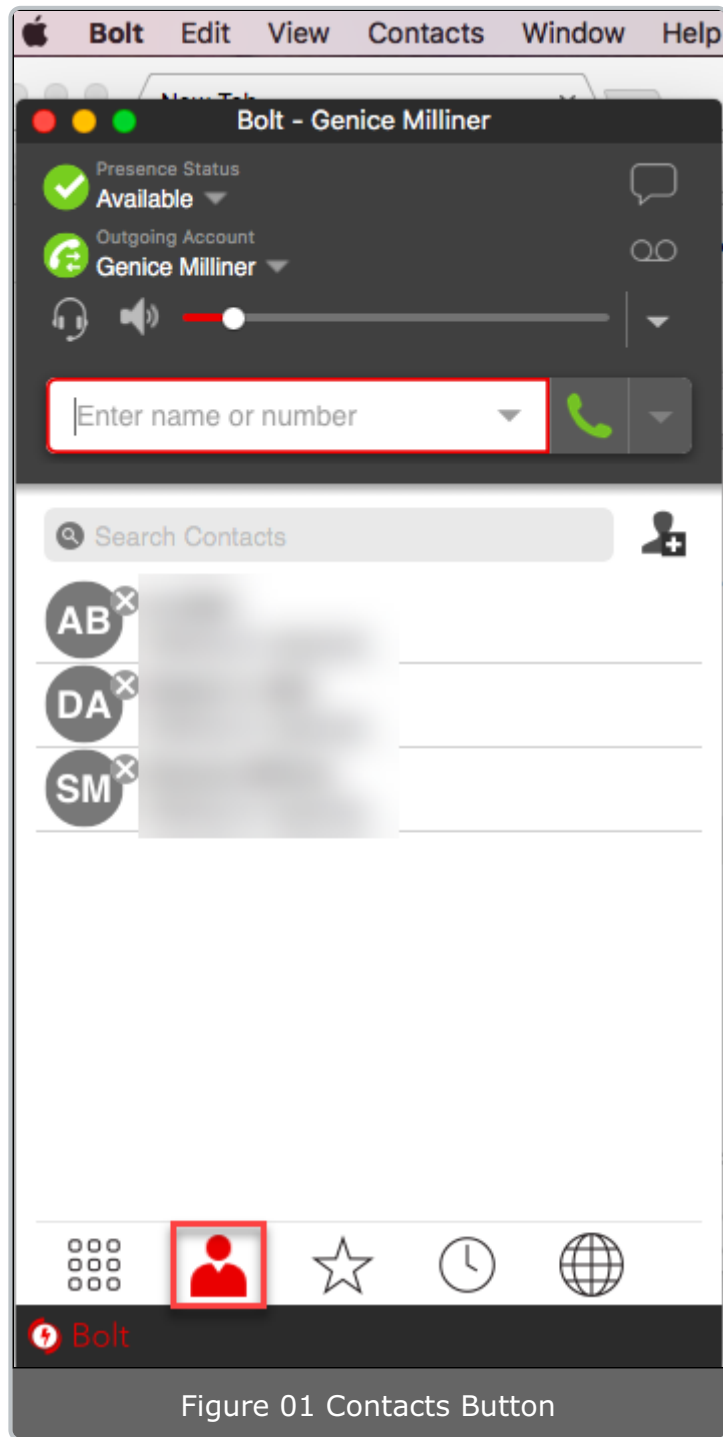 Bolt Edit View Contacts Window Help
Bolt - Genice Milliner
Presence Status
Available
Outgoing Account
Genice Milliner
Enter name or number
Search Contacts
AB
DA
SM
Bolt
Figure 01 Contacts Button